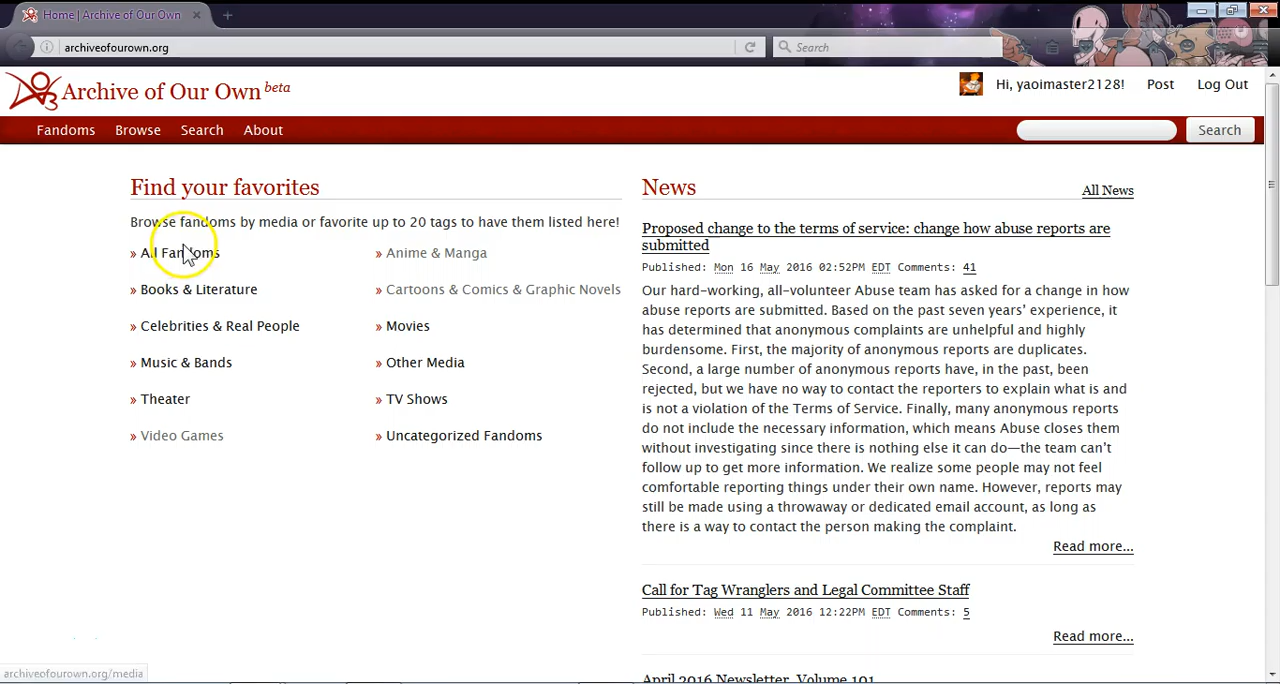 Home | Archive of Our Own
archiveofourown.org
Search
Archive of Our Own beta
Hi, yaoimaster2128!
Post
Log Out
Fandoms
Browse
Search
About
Search
Find your favorites
Browse fandoms by media or favorite up to 20 tags to have them listed here!
» All Fandoms
» Anime & Manga
» Books & Literature
» Cartoons & Comics & Graphic Novels
» Celebrities & Real People
» Movies
» Music & Bands
» Other Media
» Theater
» TV Shows
» Video Games
» Uncategorized Fandoms
News
All News
Proposed change to the terms of service: change how abuse reports are
submitted
Published: Mon 16 May 2016 02:52PM EDT Comments: 41
Our hard-working, all-volunteer Abuse team has asked for a change in how
abuse reports are submitted. Based on the past seven years' experience, it
has determined that anonymous complaints are unhelpful and highly
burdensome. First, the majority of anonymous reports are duplicates.
Second, a large number of anonymous reports have, in the past, been
rejected, but we have no way to contact the reporters to explain what is and
is not a violation of the Terms of Service. Finally, many anonymous reports
do not include the necessary information, which means Abuse closes them
without investigating since there is nothing else it can do—the team can't
follow up to get more information. We realize some people may not feel
comfortable reporting things under their own name. However, reports may
still be made using a throwaway or dedicated email account, as long as
there is a way to contact the person making the complaint.
Read more...
Call for Tag Wranglers and Legal Committee Staff
Published: Wed 11 May 2016 12:22PM EDT Comments: 5
Read more...
April 2016 Newsletter, Volume 101
archiveofourown.org/media